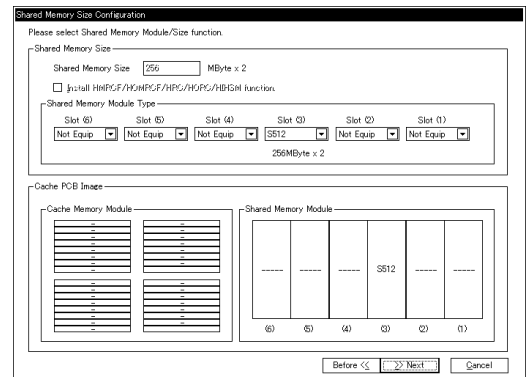 Shared Memory Size Configuration
Please select Shared Memory Module/Size function.
Shared Memory Size
Shared Memory Size 256 MByte x 2
Install HMRCF/HOMRCF/HRC/HORC/HIHSM function.
Shared Memory Module Type
Slot (6) Slot (5) Slot (4) Slot (3) Slot (2) Slot (1)
Not Equip Not Equip Not Equip S512 Not Equip Not Equip
256MByte x 2
Cache PCB Image
Cache Memory Module Shared Memory Module
- -
- -
- -
- -
- -
- -
- -
- -
----- ----- ----- S512 ----- -----
- -
- -
- -
- -
- -
- -
- -
- -
(6) (5) (4) (3) (2) (1)
Before << >> Next Cancel